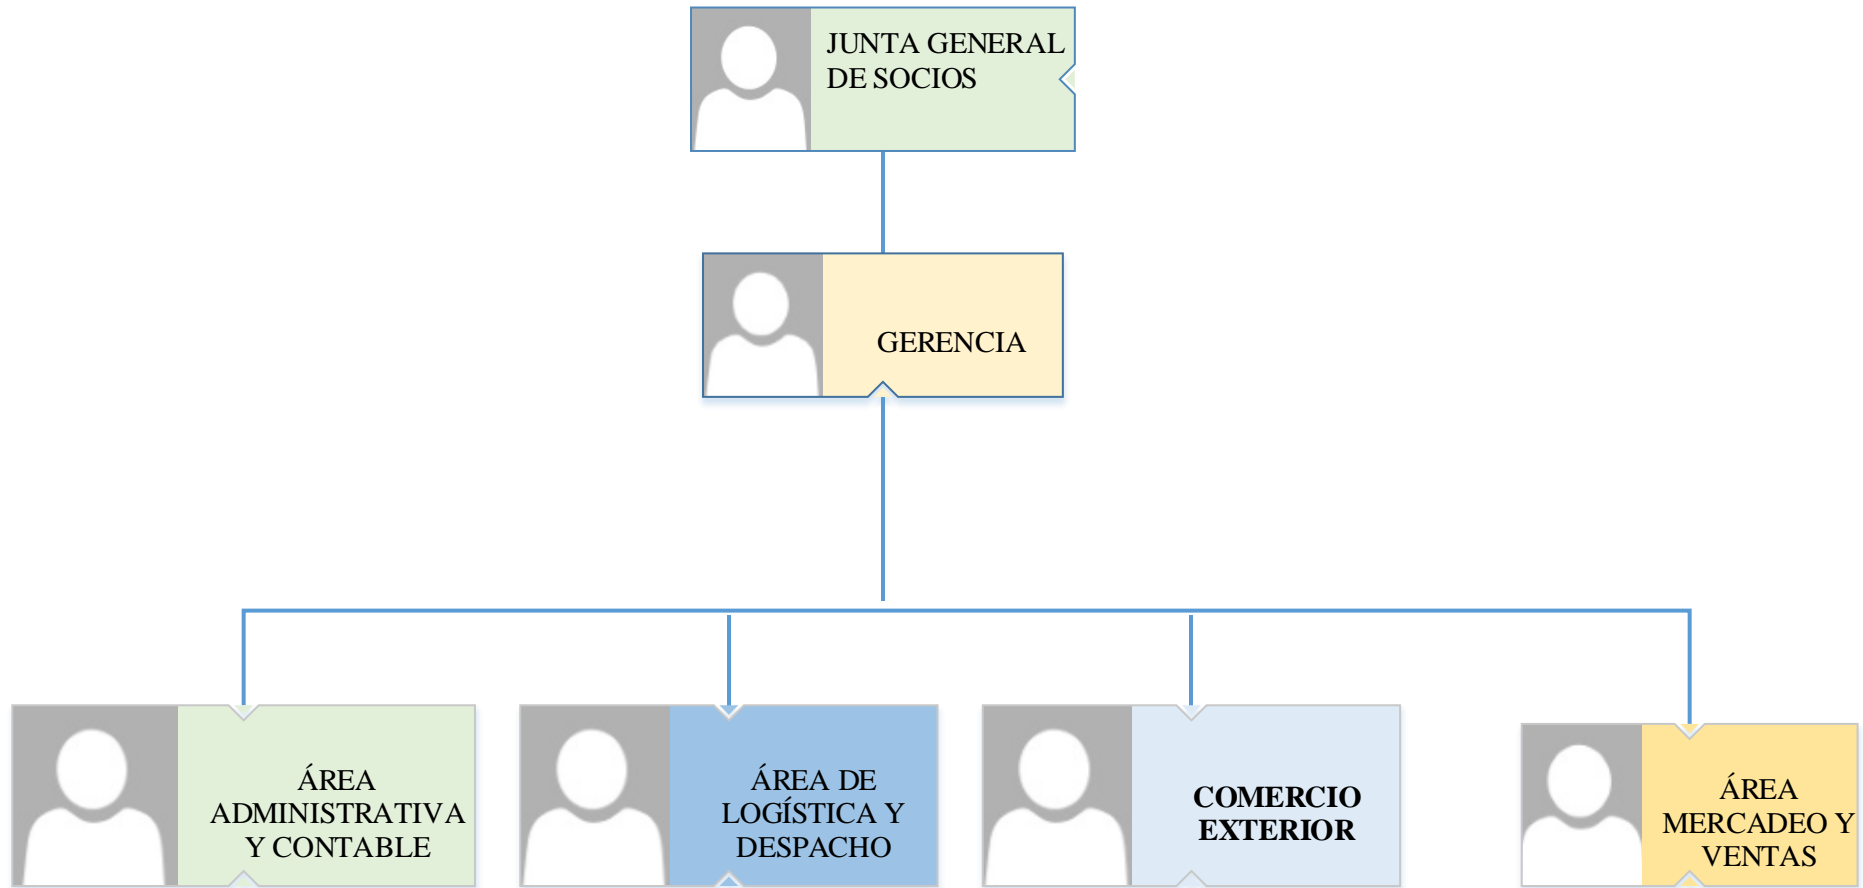 JUNTA GENERAL
DE SOCIOS
GERENCIA
ÁREA
ADMINISTRATIVA
Y CONTABLE
ÁREA DE
LOGÍSTICA Y
DESPACHO
COMERCIO
EXTERIOR
ÁREA
MERCADEO Y
VENTAS